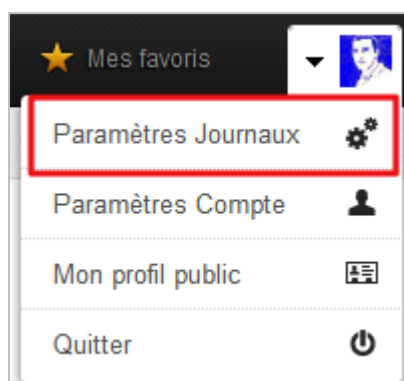 Mes favoris
Paramètres Journaux
Paramètres Compte
Mon profil public
Quitter